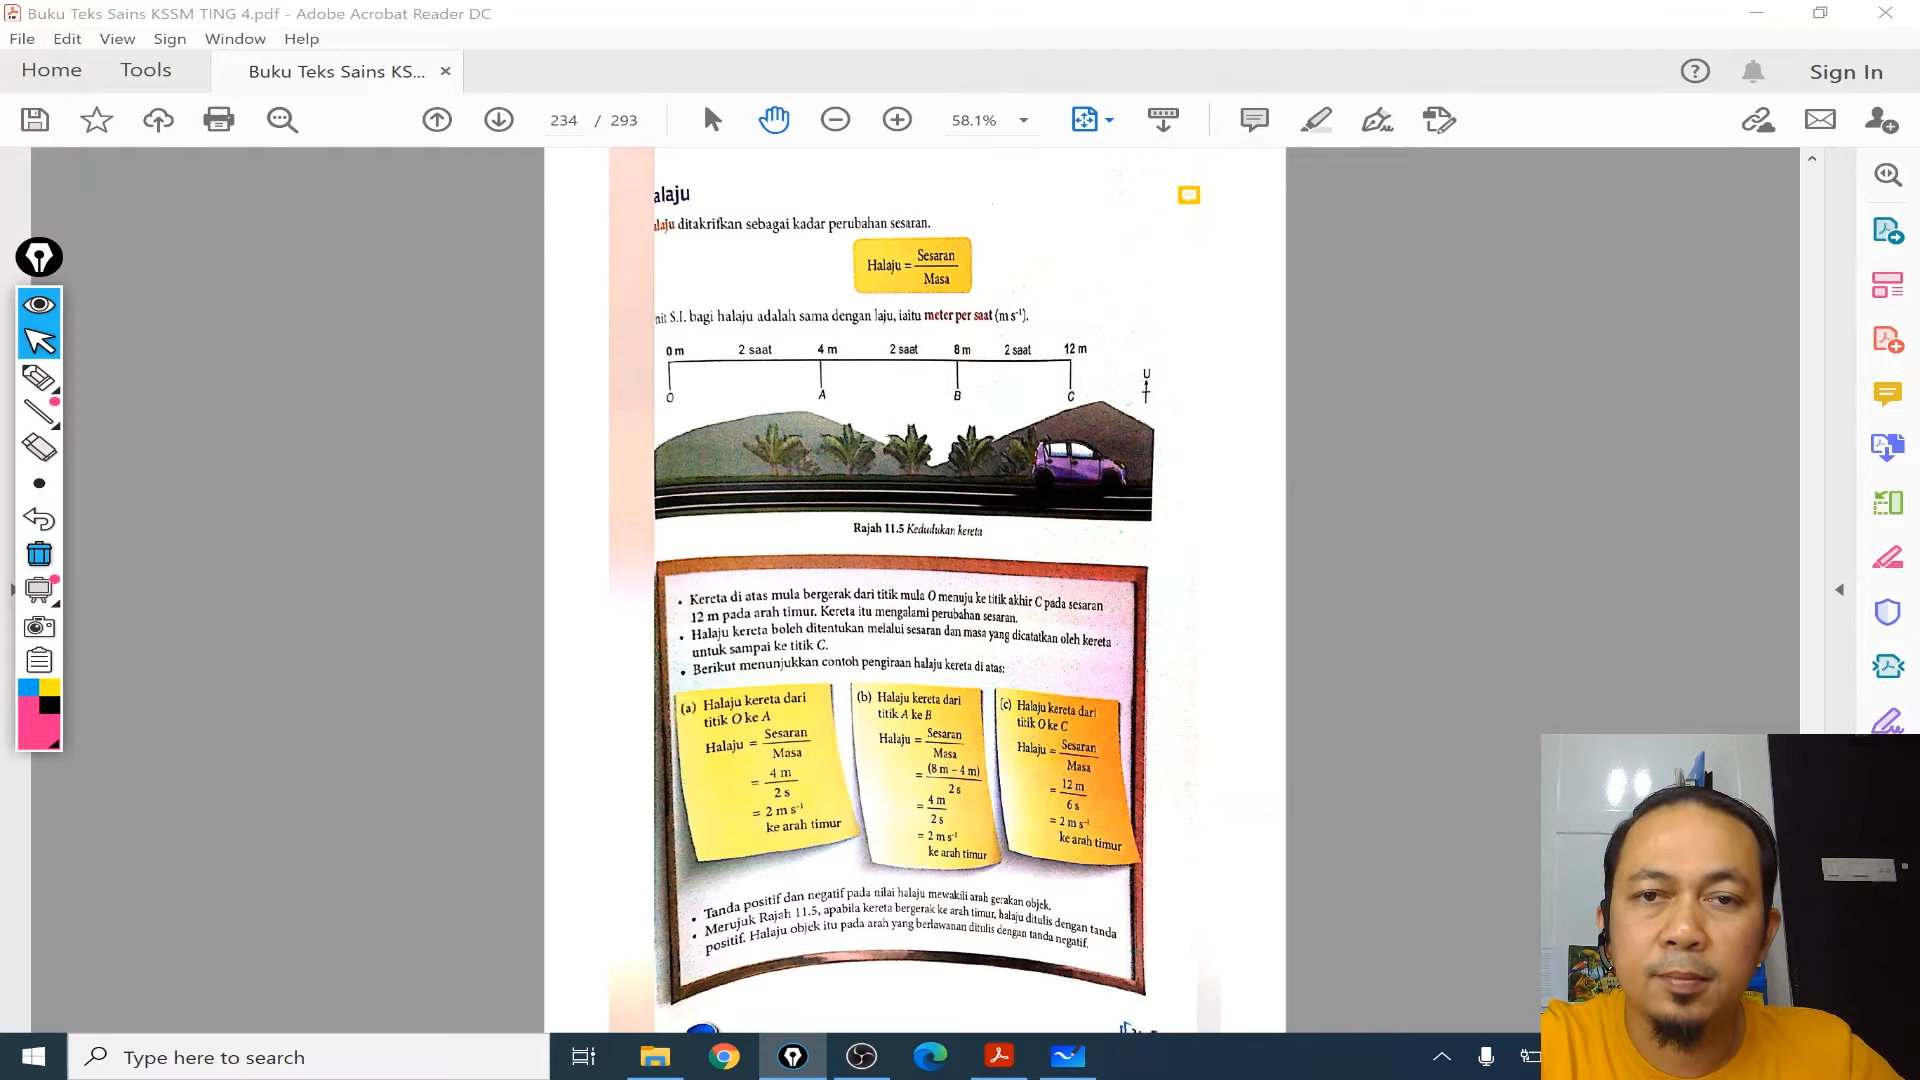 Buku Teks Sains KSSM TING 4.pdf - Adobe Acrobat Reader DC
File Edit View Sign Window Help
Home Tools Buku Teks Sains KS... × Sign In
234 / 293 58.1%
alaju
alaju ditakrifkan sebagai kadar perubahan sesaran.
Halaju = Sesaran
Masa
nit S.I. bagi halaju adalah sama dengan laju, iaitu meter per saat (m s⁻¹).
0 m 2 saat 4 m 2 saat 8 m 2 saat 12 m
U
O A B C
Rajah 11.5 Kedudukan kereta
• Kereta di atas mula bergerak dari titik mula O menuju ke titik akhir C pada sesaran
12 m pada arah timur. Kereta itu mengalami perubahan sesaran.
• Halaju kereta boleh ditentukan melalui sesaran dan masa yang dicatatkan oleh kereta
untuk sampai ke titik C.
• Berikut menunjukkan contoh pengiraan halaju kereta di atas:
(a) Halaju kereta dari
titik O ke A
Halaju = Sesaran
Masa
= 4 m
2 s
= 2 m s⁻¹
ke arah timur
(b) Halaju kereta dari
titik A ke B
Halaju = Sesaran
Masa
= (8 m – 4 m)
2 s
= 4 m
2 s
= 2 m s⁻¹
ke arah timur
(c) Halaju kereta dari
titik O ke C
Halaju = Sesaran
Masa
= 12 m
6 s
= 2 m s⁻¹
ke arah timur
• Tanda positif dan negatif pada nilai halaju mewakili arah gerakan objek.
• Merujuk Rajah 11.5, apabila kereta bergerak ke arah timur, halaju ditulis dengan tanda
positif. Halaju objek itu pada arah yang berlawanan ditulis dengan tanda negatif.
Type here to search